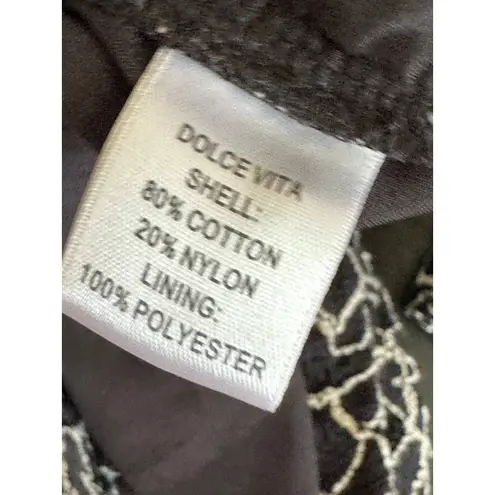 DOLCE VITA
SHELL:
80% COTTON
20% NYLON
LINING:
100% POLYESTER